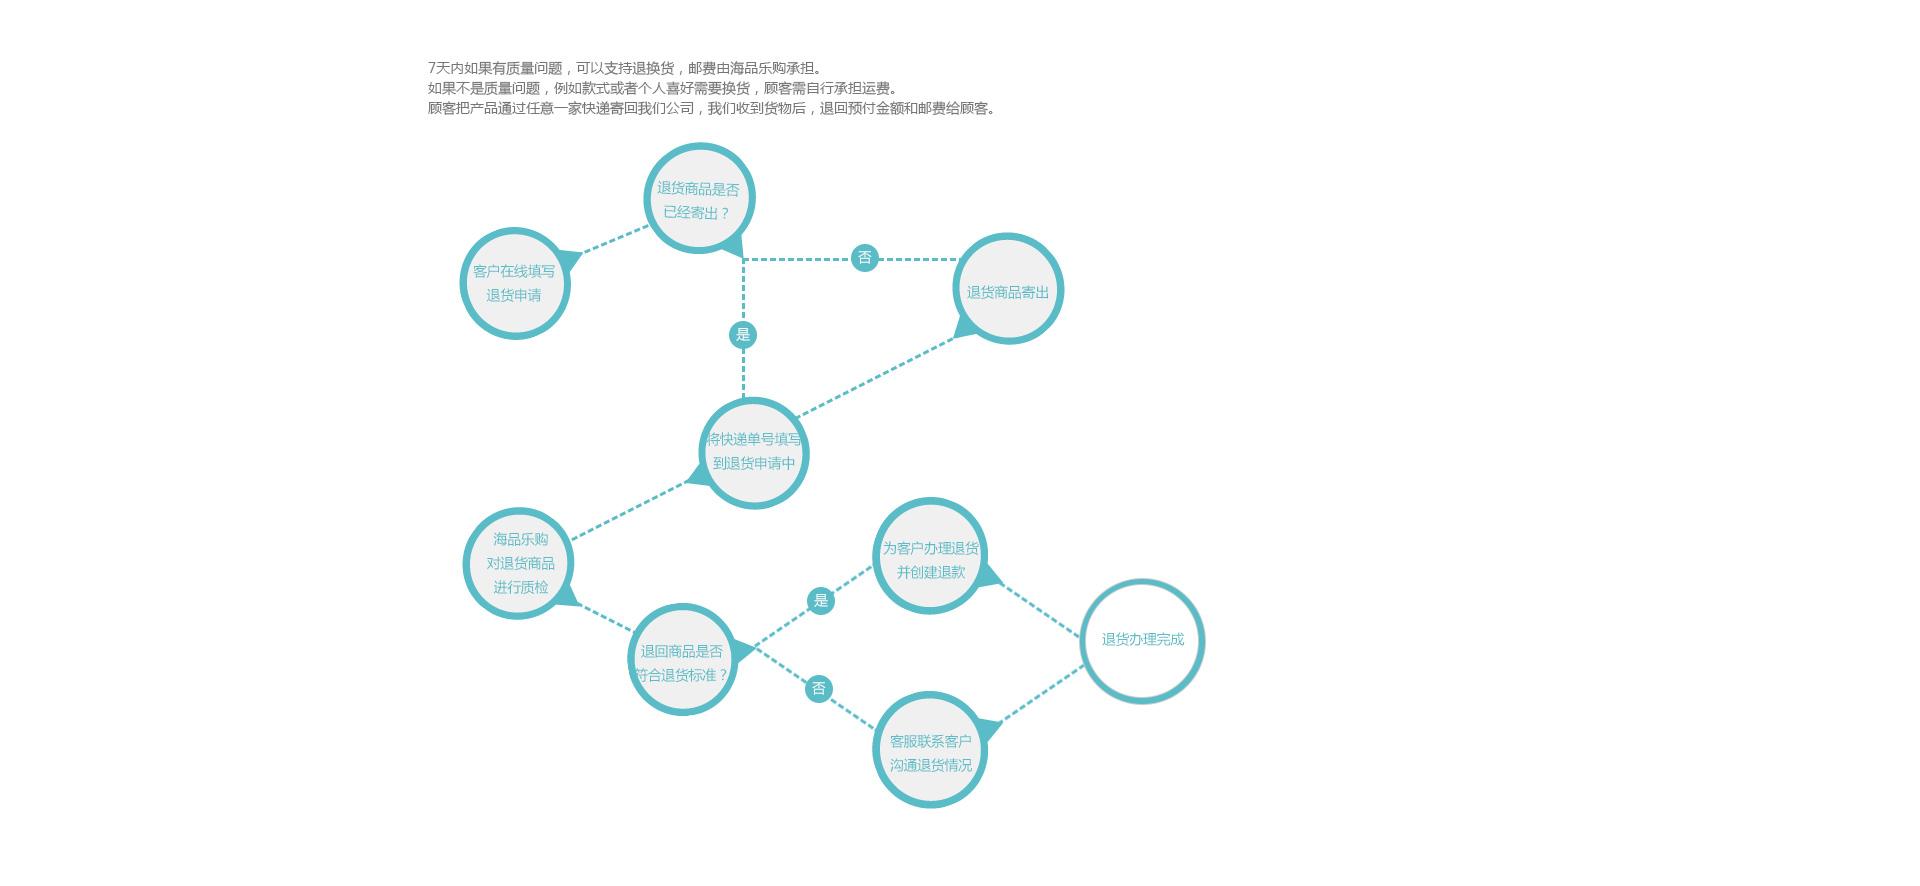 7天内如果有质量问题，可以支持退换货，邮费由海品乐购承担。
如果不是质量问题，例如款式或者个人喜好需要换货，顾客需自行承担运费。
顾客把产品通过任意一家快递寄回我们公司，我们收到货物后，退回预付金额和邮费给顾客。
退货商品是否
已经寄出？
客户在线填写
退货申请
否
退货商品寄出
是
将快递单号填写
到退货申请中
海品乐购
对退货商品
进行质检
退回商品是否
符合退货标准？
是
为客户办理退货
并创建退款
否
客服联系客户
沟通退货情况
退货办理完成